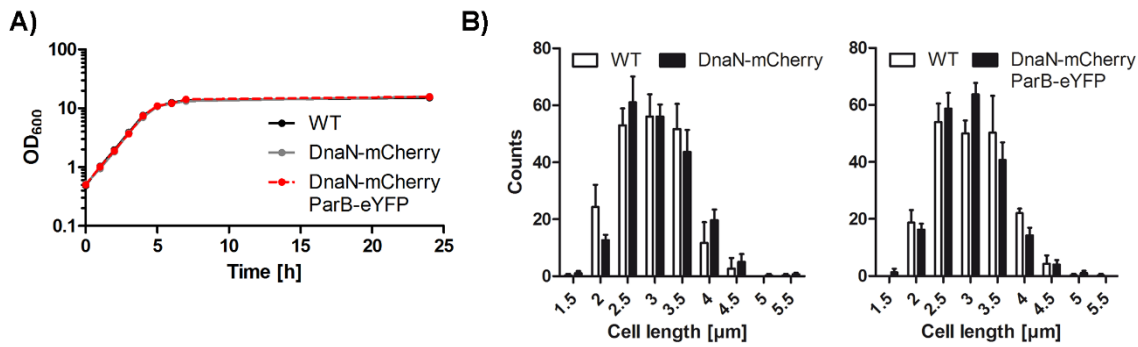 A)
100
10
1
0.1
OD600
0
5
10
15
20
25
Time [h]
WT
DnaN-mCherry
DnaN-mCherry
ParB-eYFP
B)
80
60
40
20
0
Counts
WT
DnaN-mCherry
1.5
2
2.5
3
3.5
4
4.5
5
5.5
Cell length [µm]
80
60
40
20
0
WT
DnaN-mCherry
ParB-eYFP
1.5
2
2.5
3
3.5
4
4.5
5
5.5
Cell length [µm]